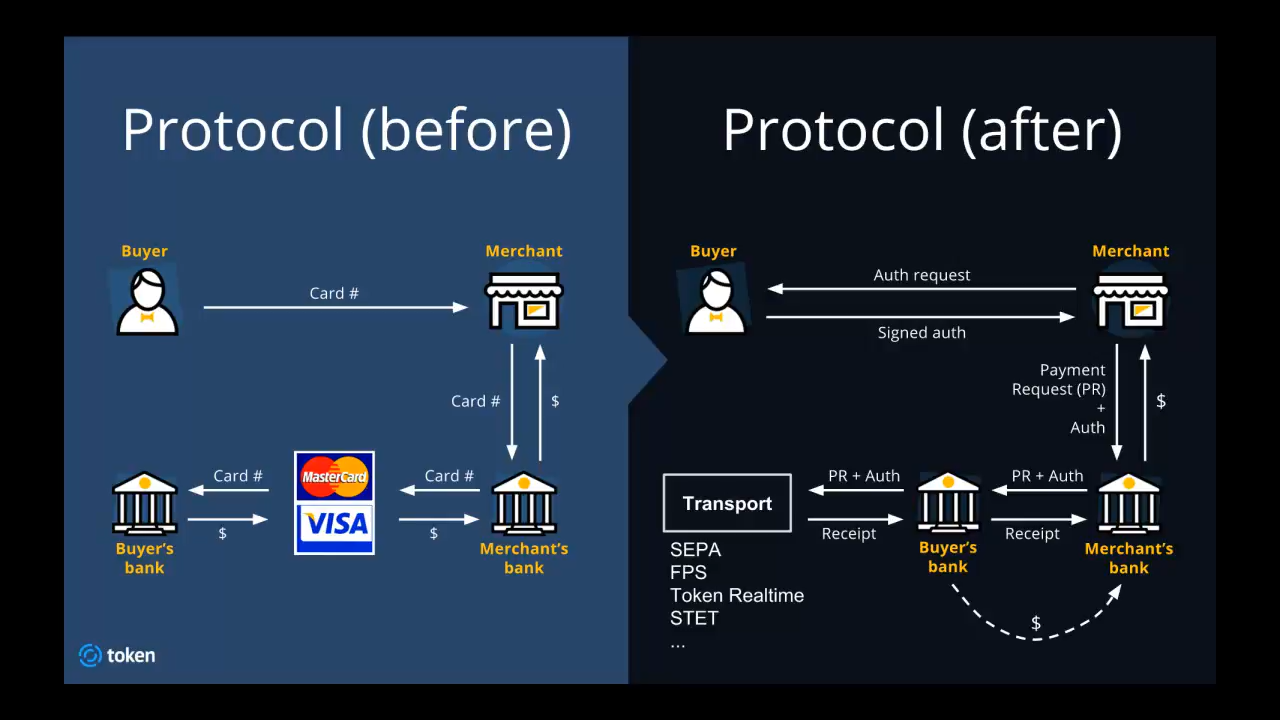 Protocol (before)
Buyer
Merchant
Card #
Card #
$
Card #
MasterCard
VISA
Card #
$
$
Buyer's
bank
Merchant's
bank
token
Protocol (after)
Buyer
Merchant
Auth request
Signed auth
Payment
Request (PR)
+
Auth
$
Transport
PR + Auth
PR + Auth
Receipt
Receipt
Buyer's
bank
Merchant's
bank
SEPA
FPS
Token Realtime
STET
...
$